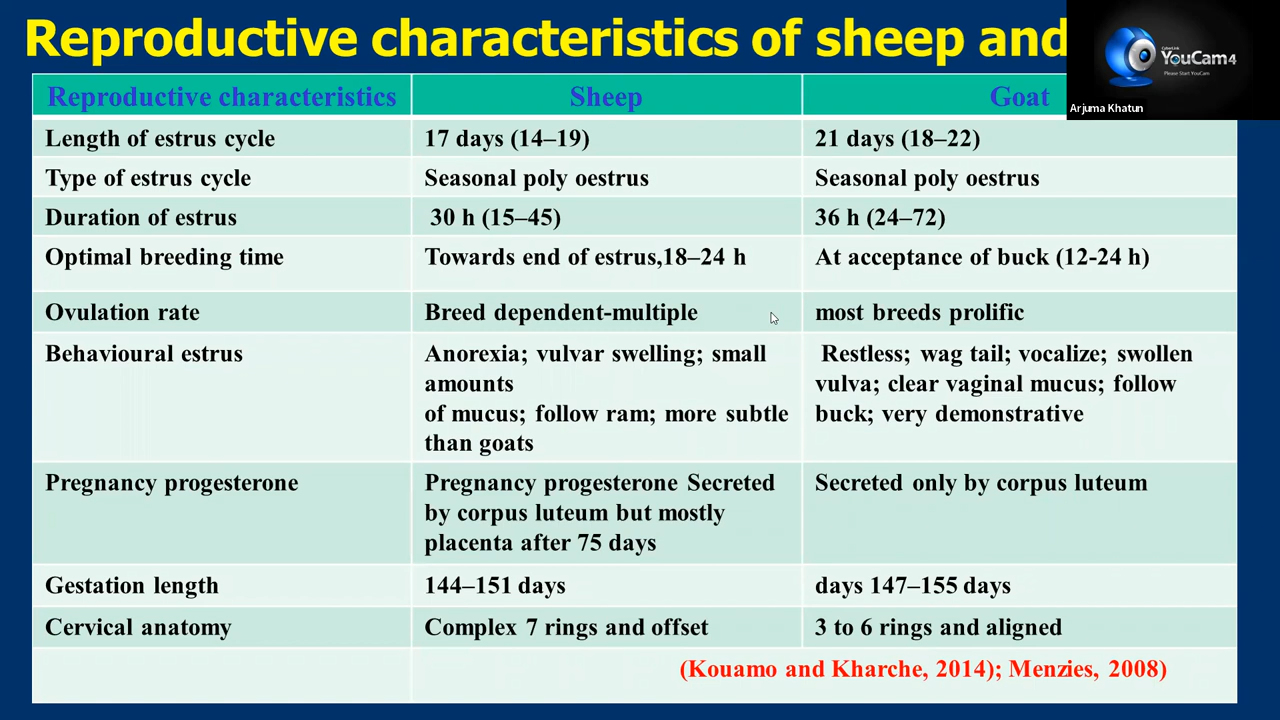 Reproductive characteristics of sheep and
CyberLink
YouCam4
Please Start YouCam
Arjuma Khatun
Reproductive characteristics Sheep Goat
Length of estrus cycle 17 days (14–19) 21 days (18–22)
Type of estrus cycle Seasonal poly oestrus Seasonal poly oestrus
Duration of estrus 30 h (15–45) 36 h (24–72)
Optimal breeding time Towards end of estrus,18–24 h At acceptance of buck (12-24 h)
Ovulation rate Breed dependent-multiple most breeds prolific
Behavioural estrus
Anorexia; vulvar swelling; small
amounts
of mucus; follow ram; more subtle
than goats
Restless; wag tail; vocalize; swollen
vulva; clear vaginal mucus; follow
buck; very demonstrative
Pregnancy progesterone
Pregnancy progesterone Secreted
by corpus luteum but mostly
placenta after 75 days
Secreted only by corpus luteum
Gestation length 144–151 days days 147–155 days
Cervical anatomy Complex 7 rings and offset 3 to 6 rings and aligned
(Kouamo and Kharche, 2014); Menzies, 2008)